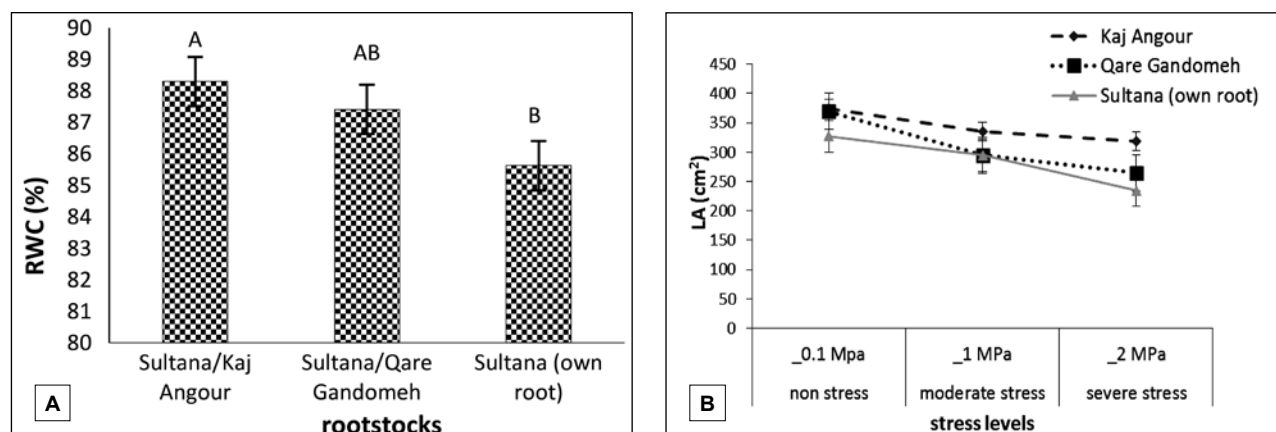 90
89
88
87
86
85
84
83
82
81
80
RWC (%)
A
AB
B
Sultana/Kaj
Angour
Sultana/Qare
Gandomeh
Sultana (own
root)
rootstocks
A
Kaj Angour
Qare Gandomeh
Sultana (own root)
450
400
350
300
250
200
150
100
50
0
LA (cm²)
_0.1 Mpa
_1 MPa
_2 MPa
non stress
moderate stress
severe stress
stress levels
B